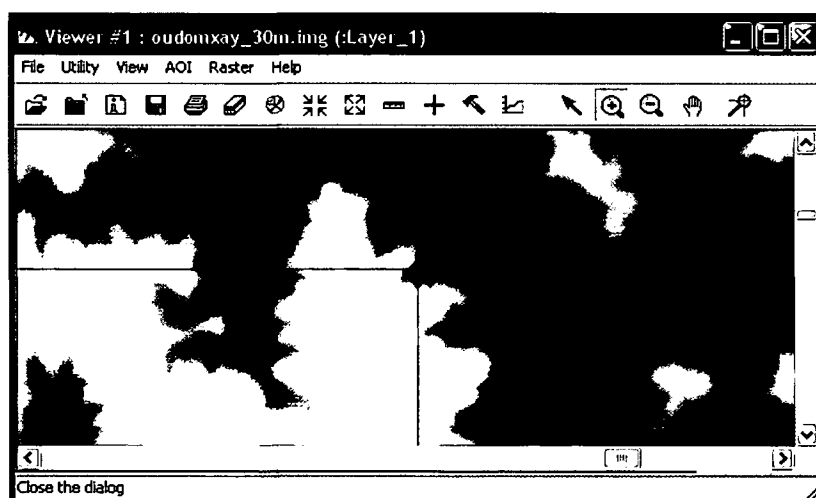 Viewer #1 : oudomxay_30m.img (:Layer_1)
File Utility View AOI Raster Help
Close the dialog